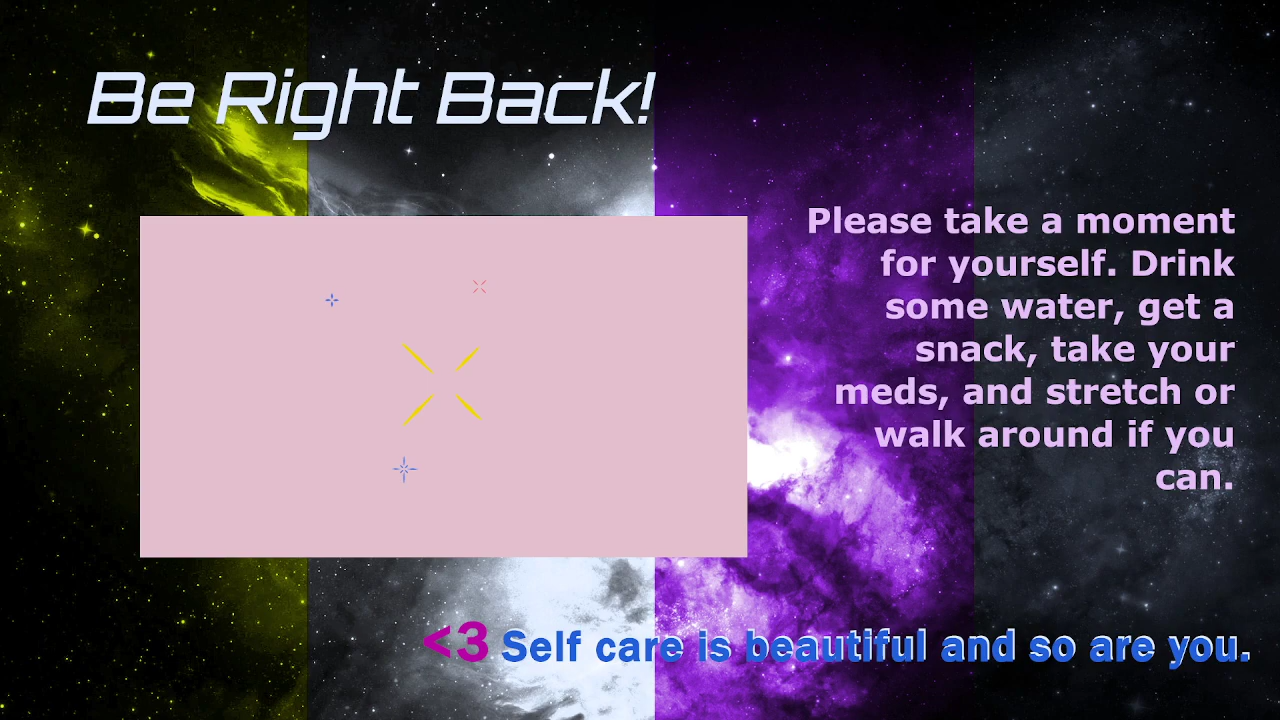 Be Right Back!
Please take a moment
for yourself. Drink
some water, get a
snack, take your
meds, and stretch or
walk around if you
can.
<3 Self care is beautiful and so are you.